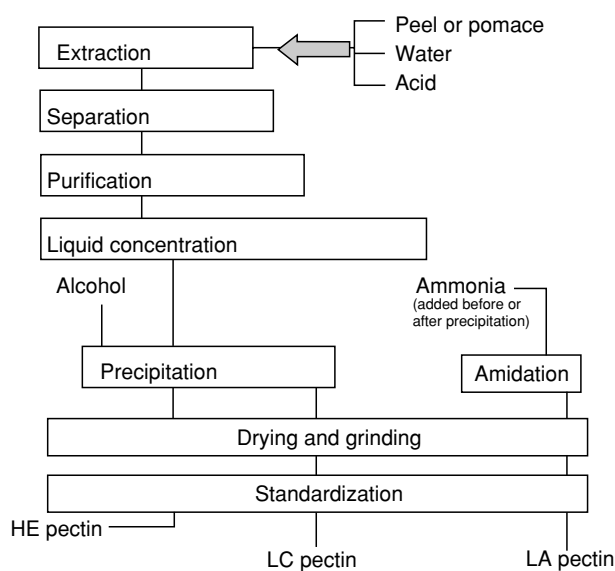 Peel or pomace
Extraction
Water
Acid
Separation
Purification
Liquid concentration
Alcohol
Ammonia
(added before or
after precipitation)
Precipitation
Amidation
Drying and grinding
Standardization
HE pectin
LC pectin
LA pectin